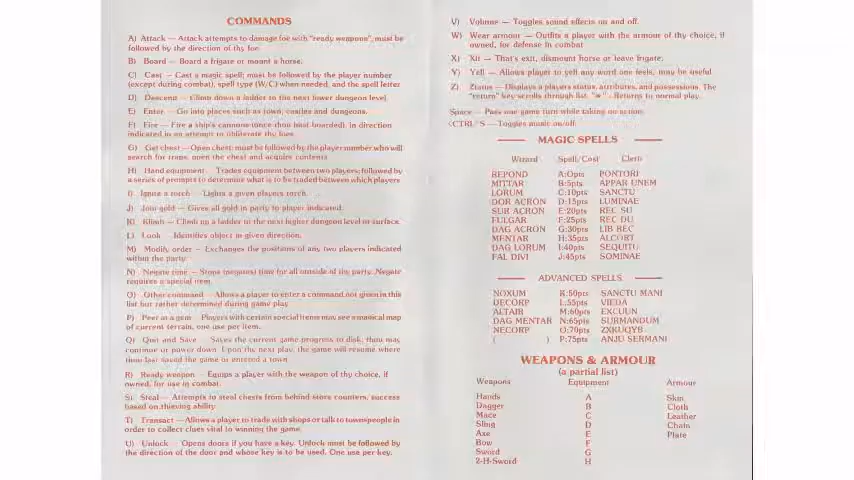 COMMANDS
A) Attack — Attack attempts to damage foe with "ready weapons", must be
followed by the direction of thy foe.
B) Board — Board a frigate or mount a horse.
C) Cast — Cast a magic spell; must be followed by the player number
(except during combat), spell type (W, C) when needed, and the spell letter
D) Descend — Climb down a ladder to the next lower dungeon level.
E) Enter — Go into places such as town, castles and dungeons.
F) Fire — Fire a ships cannons (once thou hast boarded). In direction
indicated in an attempt to obliterate thy foes.
G) Get chest — Open chest; must be followed by the player number who will
search for traps, open the chest and acquire contents.
H) Hand equipment — Trades equipment between two players; followed by
a series of prompts to determine what is to be traded between which players
I) Ignite a torch — Lights a given players torch.
J) Join gold — Gives all gold in party to player indicated.
K) Klimb — Climb up a ladder to the next higher dungeon level or surface.
L) Look — Identifies object in given direction.
M) Modify order — Exchanges the positions of any two players indicated
within the party.
N) Negate time — Stops time for all outside of thy party. Negate
requires a special item.
O) Other command — Allows a player to enter a command not given in this
list but rather determined during game play.
P) Peer at a gem — Players with certain special items may see a magical map
of current terrain, one use per item.
Q) Quit and Save — Saves the current game progress to disk, thou may
continue or power down. Upon the next play, the game will resume where
thou last saved the game or entered a town.
R) Ready weapon — Equips a player with the weapon of thy choice, if
owned, for use in combat.
S) Steal — Attempts to steal chests from behind store counters, success
based on thieving ability.
T) Transact — Allows a player to trade with shops or talk to townspeople in
order to collect clues vital to winning the game.
U) Unlock — Opens doors if you have a key. Unlock must be followed by
the direction of the door and whose key is to be used. One use per key.
V) Volume — Toggles sound effects on and off.
W) Wear armour — Outfits a player with the armour of thy choice, if
owned, for defense in combat
X) Xit — That's exit, dismount horse or leave frigate.
Y) Yell — Allows player to yell any word one feels, may be useful
Z) Ztatus — Displays a players status, attributes, and possessions. The
"return" key scrolls through list. Returns to normal play.
Space — Pass one game turn while taking no action.
<CTRL> S — Toggles music on/off.
MAGIC SPELLS
Wizard Spell/Cost Cleric
REPOND A:0pts PONTORI
MITTAR B:5pts APPAR UNEM
LORUM C:10pts SANCTU
DOR ACRON D:15pts LUMINAE
SUR ACRON E:20pts REC SU
FULGAR F:25pts REC DU
DAG ACRON G:30pts LIB REC
MENTAR H:35pts ALCORT
DAG LORUM I:40pts SEQUITU
FAL DIVI J:45pts SOMINAE
ADVANCED SPELLS
NOXUM K:50pts SANCTU MANI
DECORP L:55pts VIEDA
ALTAIR M:60pts EXCUUN
DAG MENTAR N:65pts SURMANDUM
NECORP O:70pts ZXKUQYB
( ) P:75pts ANJU SERMANI
WEAPONS & ARMOUR
(a partial list)
Weapons Equipment Armour
Hands A Skin
Dagger B Cloth
Mace C Leather
Sling D Chain
Axe E Plate
Bow F
Sword G
2-H-Sword H